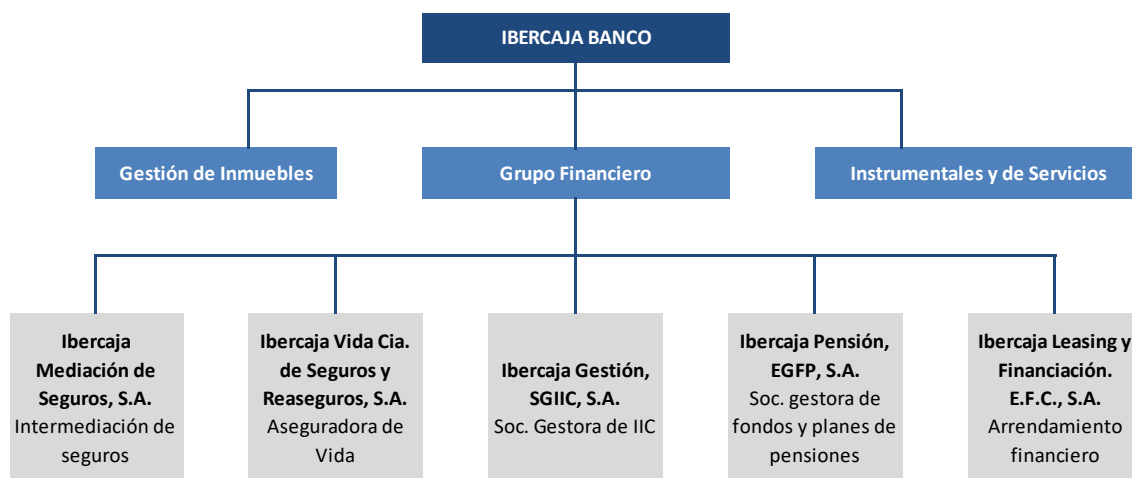 IBERCAJA BANCO
Gestión de Inmuebles
Grupo Financiero
Instrumentales y de Servicios
Ibercaja
Mediación de
Seguros, S.A.
Intermediación de
seguros
Ibercaja Vida Cia.
de Seguros y
Reaseguros, S.A.
Aseguradora de
Vida
Ibercaja Gestión,
SGIIC, S.A.
Soc. Gestora de IIC
Ibercaja Pensión,
EGFP, S.A.
Soc. gestora de
fondos y planes de
pensiones
Ibercaja Leasing y
Financiación.
E.F.C., S.A.
Arrendamiento
financiero